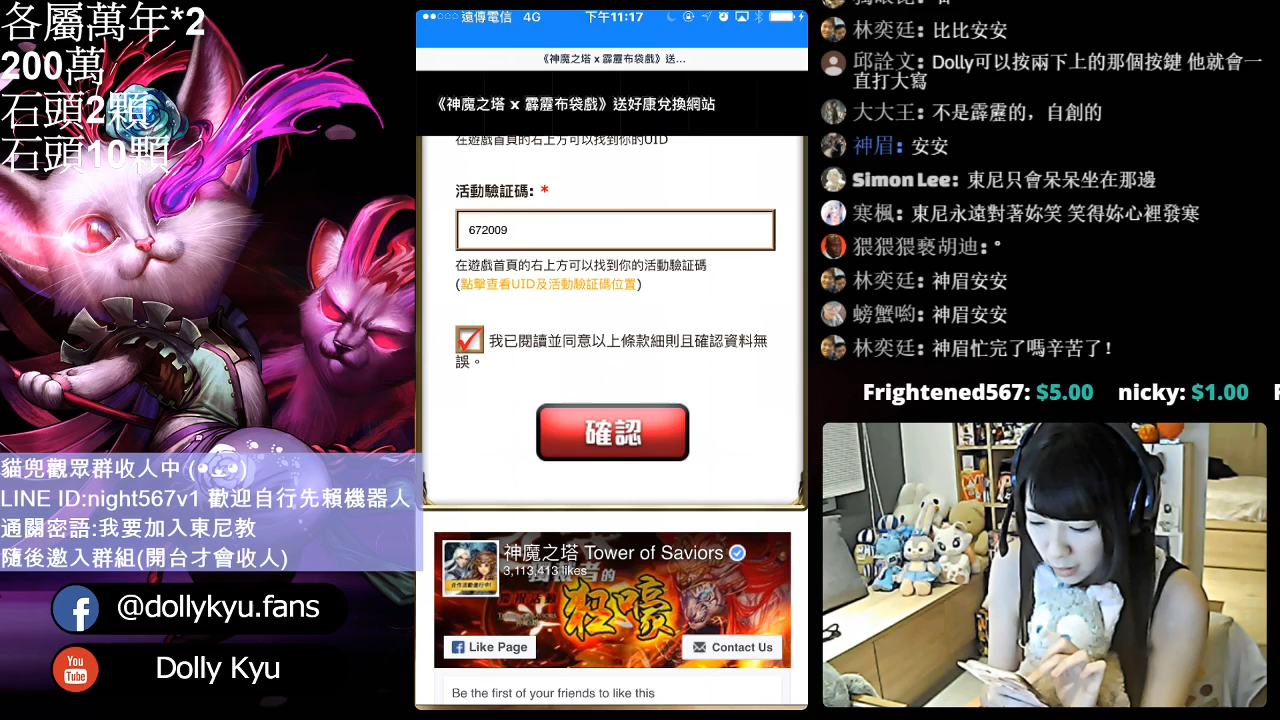 各屬萬年*2
200萬
石頭2顆
石頭10顆
貓兜觀眾群收人中
LINE ID:night567v1 歡迎自行先賴機器人
通關密語:我要加入東尼教
隨後邀入群組(開台才會收人)
@dollykyu.fans
You Tube
Dolly Kyu
遠傳電信 4G 下午11:17
《神魔之塔 x 霹靂布袋戲》送...
《神魔之塔 x 霹靂布袋戲》送好康兌換網站
在遊戲首頁的右上方可以找到你的UID
活動驗証碼: *
672009
在遊戲首頁的右上方可以找到你的活動驗証碼
(點擊查看UID及活動驗証碼位置)
我已閱讀並同意以上條款細則且確認資料無
誤。
確認
神魔之塔 Tower of Saviors
3,113,413 likes
狂嚎
Like Page
Contact Us
Be the first of your friends to like this
林奕廷: 比比安安
邱詮文: Dolly可以按兩下上的那個按鍵 他就會一
直打大寫
大大王: 不是霹靂的，自創的
神眉: 安安
Simon Lee: 東尼只會呆呆坐在那邊
寒楓: 東尼永遠對著妳笑 笑得妳心裡發寒
猥猥猥褻胡迪: °
林奕廷: 神眉安安
螃蟹喲: 神眉安安
林奕廷: 神眉忙完了嗎辛苦了!
Frightened567: $5.00 nicky: $1.00